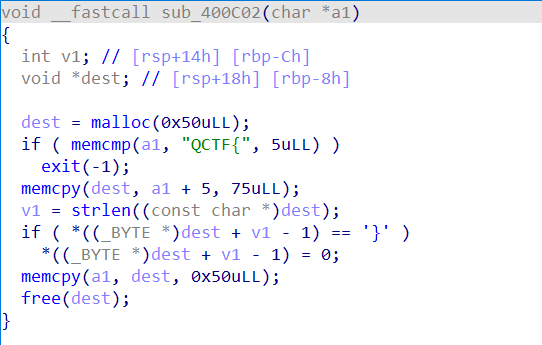 void __fastcall sub_400C02(char *a1)
{
  int v1; // [rsp+14h] [rbp-Ch]
  void *dest; // [rsp+18h] [rbp-8h]

  dest = malloc(0x50uLL);
  if ( memcmp(a1, "QCTF{", 5uLL) )
    exit(-1);
  memcpy(dest, a1 + 5, 75uLL);
  v1 = strlen((const char *)dest);
  if ( *((_BYTE *)dest + v1 - 1) == '}' )
    *((_BYTE *)dest + v1 - 1) = 0;
  memcpy(a1, dest, 0x50uLL);
  free(dest);
}